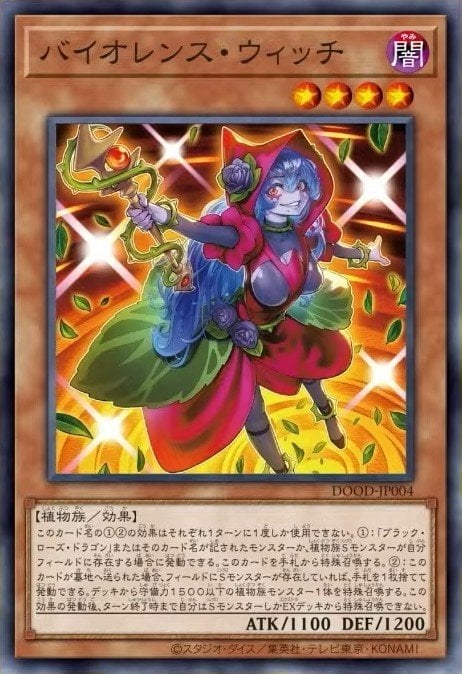 バイオレンス・ウィッチ
やみ
闇
DOOD-JP004
【植物族/効果】
このカード名の①②の効果はそれぞれ1ターンに1度しか使用できない。①:「ブラック・
ローズ・ドラゴン」またはそのカード名が記されたモンスターか、植物族Sモンスターが自分
フィールドに存在する場合に発動できる。このカードを手札から特殊召喚する。②:この
カードが墓地へ送られた場合、フィールドにSモンスターが存在していれば、手札を1枚捨てて
発動できる。デッキから守備力1500以下の植物族モンスター1体を特殊召喚する。この
効果の発動後、ターン終了時まで自分はSモンスターしかEXデッキから特殊召喚できない。
ATK/1100 DEF/1200
©スタジオ・ダイス/集英社・テレビ東京・KONAMI